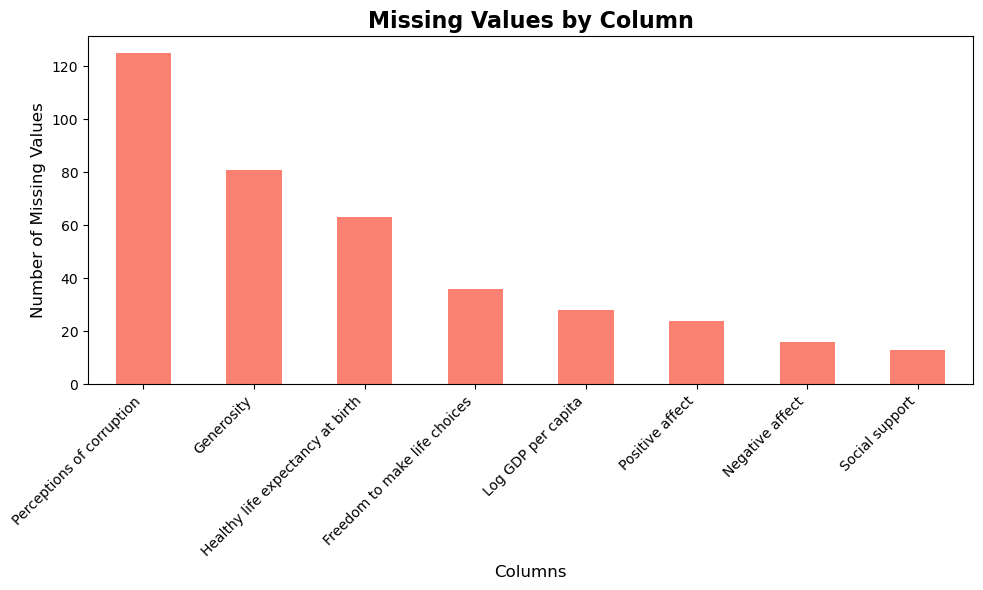 Missing Values by Column
Number of Missing Values
120
100
80
60
40
20
0
Perceptions of corruption
Generosity
Healthy life expectancy at birth
Freedom to make life choices
Log GDP per capita
Positive affect
Negative affect
Social support
Columns